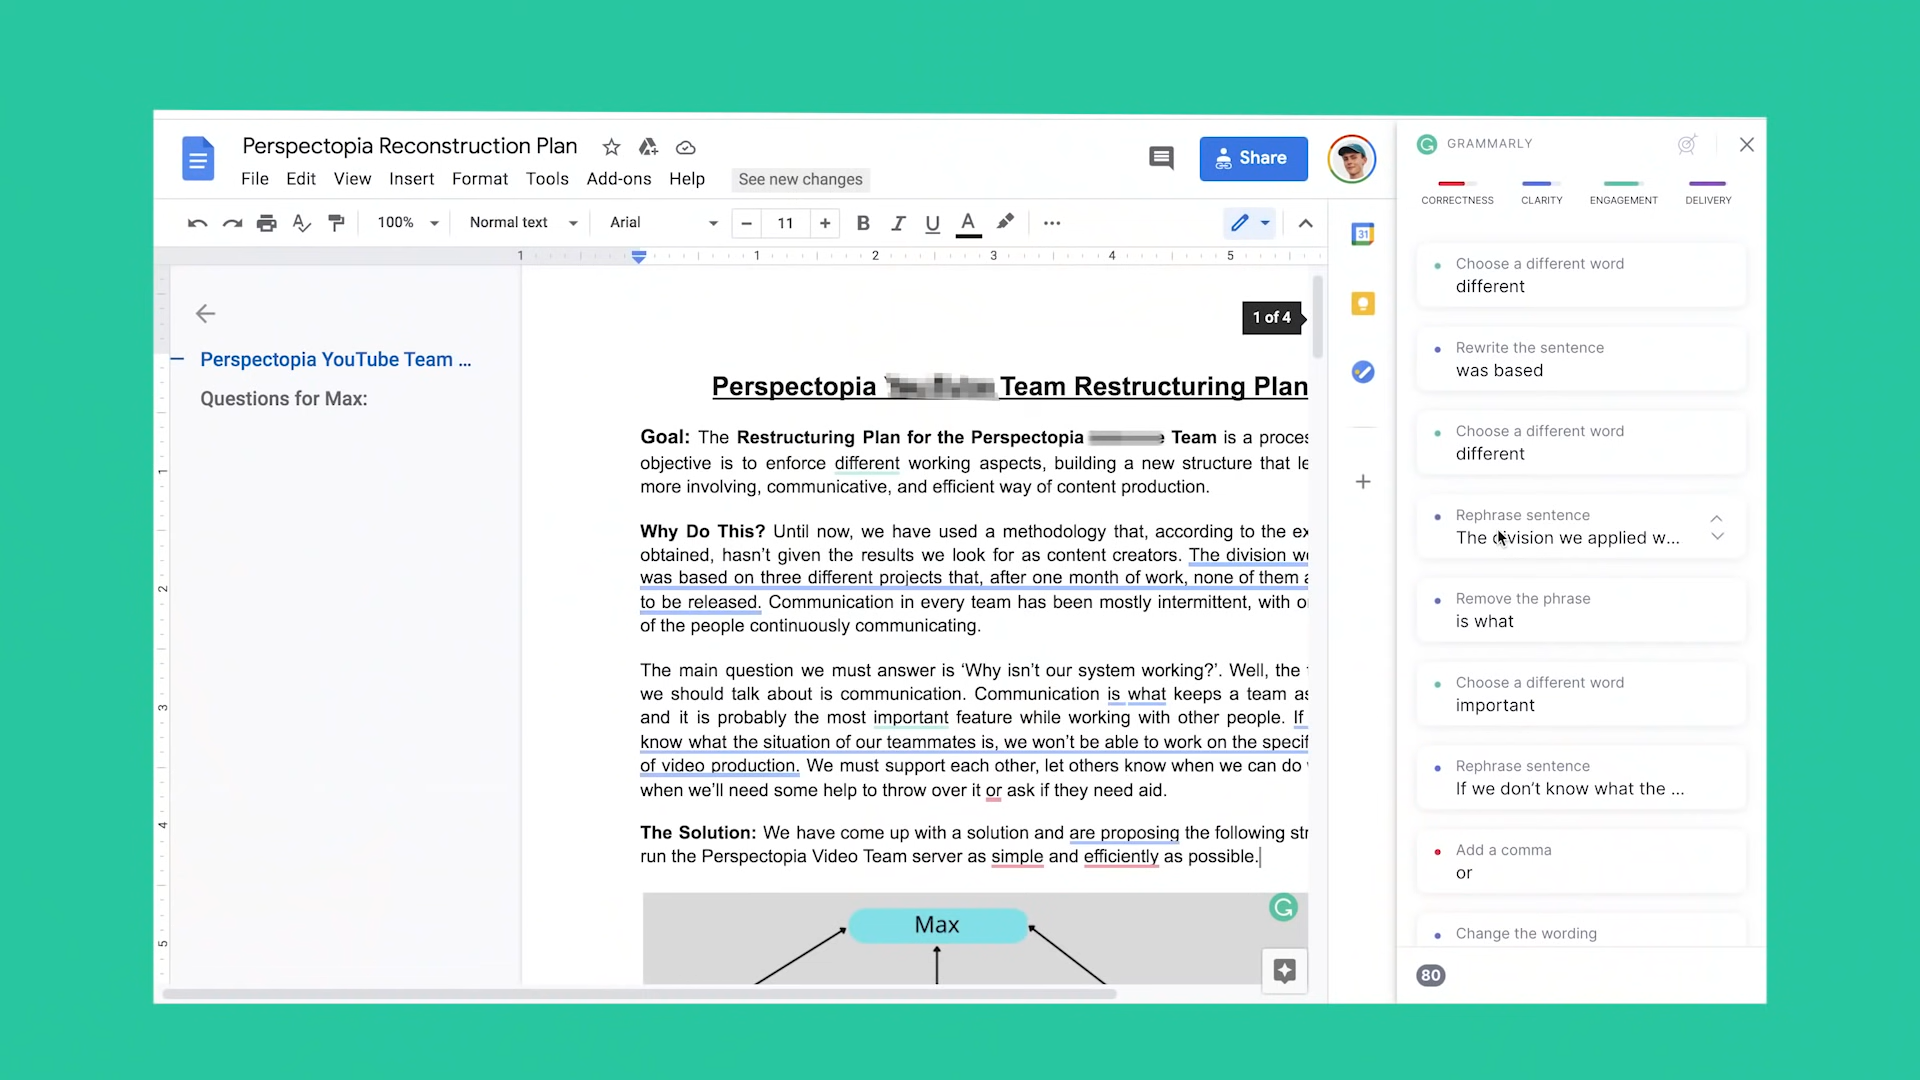 Perspectopia Reconstruction Plan
File Edit View Insert Format Tools Add-ons Help See new changes
Share
100% Normal text Arial 11 B I U A
1 1 2 3 4 5
31
1 of 4
Perspectopia YouTube Team ...
Questions for Max:
Perspectopia Team Restructuring Plan
Goal: The Restructuring Plan for the Perspectopia Team is a proces
objective is to enforce different working aspects, building a new structure that le
more involving, communicative, and efficient way of content production.
Why Do This? Until now, we have used a methodology that, according to the ex
obtained, hasn't given the results we look for as content creators. The division we
was based on three different projects that, after one month of work, none of them a
to be released. Communication in every team has been mostly intermittent, with o
of the people continuously communicating.
The main question we must answer is ‘Why isn't our system working?’. Well, the
we should talk about is communication. Communication is what keeps a team as
and it is probably the most important feature while working with other people. If
know what the situation of our teammates is, we won't be able to work on the specif
of video production. We must support each other, let others know when we can do
when we'll need some help to throw over it or ask if they need aid.
The Solution: We have come up with a solution and are proposing the following str
run the Perspectopia Video Team server as simple and efficiently as possible.
Max
1
2
3
4
5
GRAMMARLY
CORRECTNESS CLARITY ENGAGEMENT DELIVERY
Choose a different word
different
Rewrite the sentence
was based
Choose a different word
different
Rephrase sentence
The division we applied w...
Remove the phrase
is what
Choose a different word
important
Rephrase sentence
If we don't know what the ...
Add a comma
or
Change the wording
80